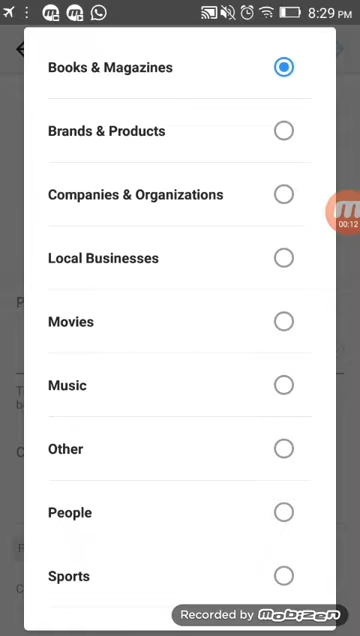 8:29 PM
Books & Magazines
Brands & Products
Companies & Organizations
00:12
Local Businesses
Movies
Music
Other
People
Sports
Recorded by mobizen